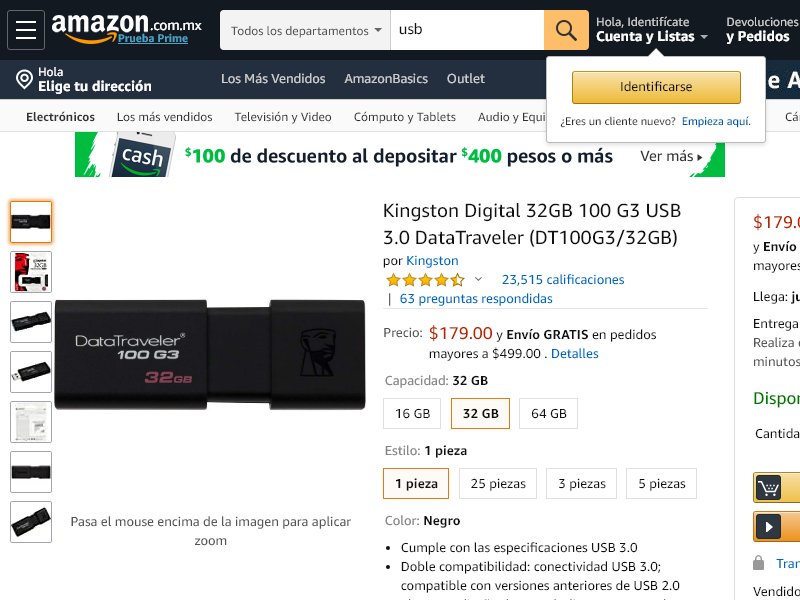 amazon.com.mx
Prueba Prime
Todos los departamentos
usb
Hola, Identifícate
Cuenta y Listas
Devoluciones
y Pedidos
Hola
Elige tu dirección
Los Más Vendidos
AmazonBasics
Outlet
e A
Identificarse
¿Eres un cliente nuevo? Empieza aquí.
Electrónicos
Los más vendidos
Televisión y Video
Cómputo y Tablets
Audio y Equi
Cá
cash
$100 de descuento al depositar $400 pesos o más
Ver más
Kingston Digital 32GB 100 G3 USB
3.0 DataTraveler (DT100G3/32GB)
por Kingston
23,515 calificaciones
| 63 preguntas respondidas
Precio: $179.00 y Envío GRATIS en pedidos
mayores a $499.00 . Detalles
Capacidad: 32 GB
16 GB
32 GB
64 GB
Estilo: 1 pieza
1 pieza
25 piezas
3 piezas
5 piezas
Color: Negro
Cumple con las especificaciones USB 3.0
Doble compatibilidad: conectividad USB 3.0;
compatible con versiones anteriores de USB 2.0
DataTraveler®
100 G3
32GB
Pasa el mouse encima de la imagen para aplicar
zoom
$179.0
y Envío
mayores
Llega: ju
Entrega
Realiza
minutos
Dispon
Cantida
Tran
Vendido